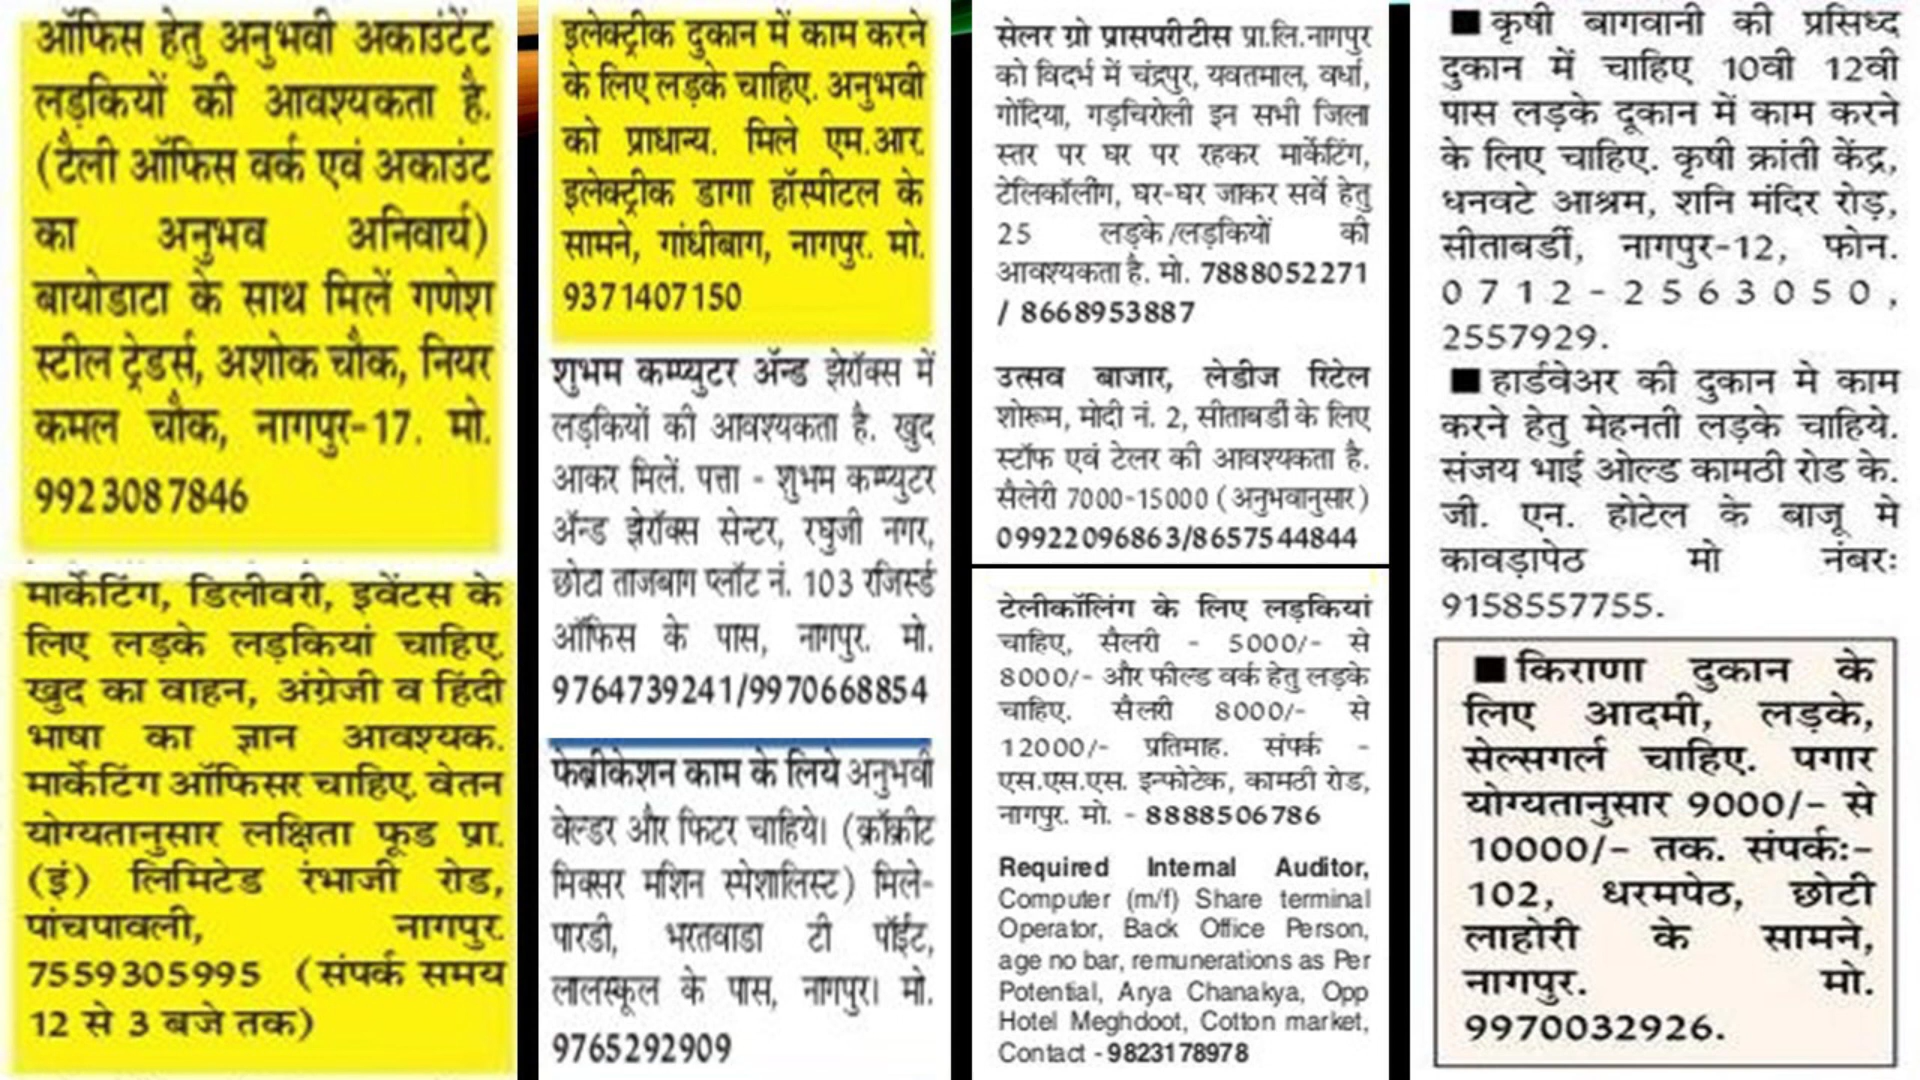 ऑफिस हेतु अनुभवी अकाउंटेंट
लड़कियों की आवश्यकता है.
(टैली ऑफिस वर्क एवं अकाउंट
का अनुभव अनिवार्य)
बायोडाटा के साथ मिलें गणेश
स्टील ट्रेडर्स, अशोक चौक, नियर
कमल चौक, नागपुर-17. मो.
9923087846
मार्केटिंग, डिलीवरी, इवेंटस के
लिए लड़के लड़कियां चाहिए.
खुद का वाहन, अंग्रेजी व हिंदी
भाषा का ज्ञान आवश्यक.
मार्केटिंग ऑफिसर चाहिए. वेतन
योग्यतानुसार लक्षिता फूड प्रा.
(इं) लिमिटेड रंभाजी रोड,
पांचपावली, नागपुर.
7559305995 (संपर्क समय
12 से 3 बजे तक)
इलेक्ट्रीक दुकान में काम करने
के लिए लड़के चाहिए. अनुभवी
को प्राधान्य. मिले एम.आर.
इलेक्ट्रीक डागा हॉस्पीटल के
सामने, गांधीबाग, नागपुर. मो.
9371407150
शुभम कम्प्युटर ॲन्ड झेरॉक्स में
लड़कियों की आवश्यकता है. खुद
आकर मिलें. पत्ता - शुभम कम्प्युटर
ॲन्ड झेरॉक्स सेन्टर, रघुजी नगर,
छोटा ताजबाग प्लॉट नं. 103 रजिस्र्ड
ऑफिस के पास, नागपुर. मो.
9764739241/9970668854
फेब्रीकेशन काम के लिये अनुभवी
वेल्डर और फिटर चाहिये। (क्रॉक्रीट
मिक्सर मशिन स्पेशालिस्ट) मिले-
पारडी, भरतवाडा टी पॉईंट,
लालस्कूल के पास, नागपुर। मो.
9765292909
सेलर ग्रो प्रासपरीटीस प्रा.लि.नागपुर
को विदर्भ में चंद्रपुर, यवतमाल, वर्धा,
गोंदिया, गड़चिरोली इन सभी जिला
स्तर पर घर पर रहकर मार्केटिंग,
टेलिकॉलींग, घर-घर जाकर सर्वे हेतु
25 लड़के/लड़कियों की
आवश्यकता है. मो. 7888052271
/ 8668953887
उत्सव बाजार, लेडीज रिटेल
शोरूम, मोदी नं. 2, सीताबर्डी के लिए
स्टॉफ एवं टेलर की आवश्यकता है.
सैलेरी 7000-15000 (अनुभवानुसार)
09922096863/8657544844
टेलीकॉलिंग के लिए लड़कियां
चाहिए, सैलरी - 5000/- से
8000/- और फील्ड वर्क हेतु लड़के
चाहिए. सैलरी 8000/- से
12000/- प्रतिमाह. संपर्क -
एस.एस.एस. इन्फोटेक, कामठी रोड,
नागपुर. मो. - 8888506786
Required Internal Auditor,
Computer (m/f) Share terminal
Operator, Back Office Person,
age no bar, remunerations as Per
Potential, Arya Chanakya, Opp
Hotel Meghdoot, Cotton market,
Contact - 9823178978
■ कृषी बागवानी की प्रसिध्द
दुकान में चाहिए 10वी 12वी
पास लड़के दूकान में काम करने
के लिए चाहिए. कृषी क्रांती केंद्र,
धनवटे आश्रम, शनि मंदिर रोड़,
सीताबर्डी, नागपुर-12, फोन.
0712-2563050,
2557929.
■ हार्डवेअर की दुकान मे काम
करने हेतु मेहनती लड़के चाहिये.
संजय भाई ओल्ड कामठी रोड के.
जी. एन. होटेल के बाजू मे
कावड़ापेठ मो नंबरः
9158557755.
■ किराणा दुकान के
लिए आदमी, लड़के,
सेल्सगर्ल चाहिए. पगार
योग्यतानुसार 9000/- से
10000/- तक. संपर्कः-
102, धरमपेठ, छोटी
लाहोरी के सामने,
नागपुर. मो.
9970032926.